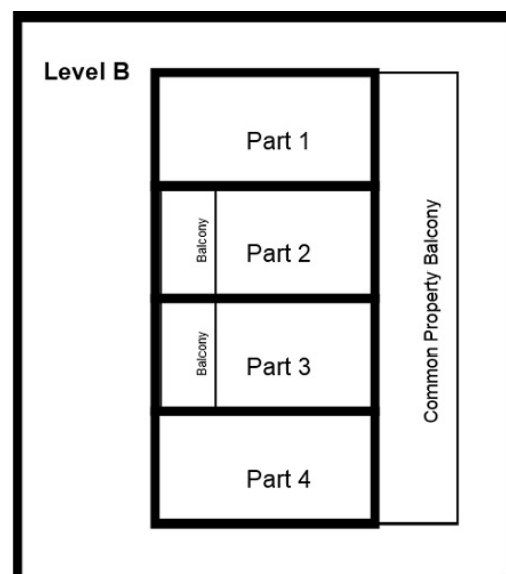 Level B
Part 1
Balcony
Part 2
Balcony
Part 3
Part 4
Common Property Balcony